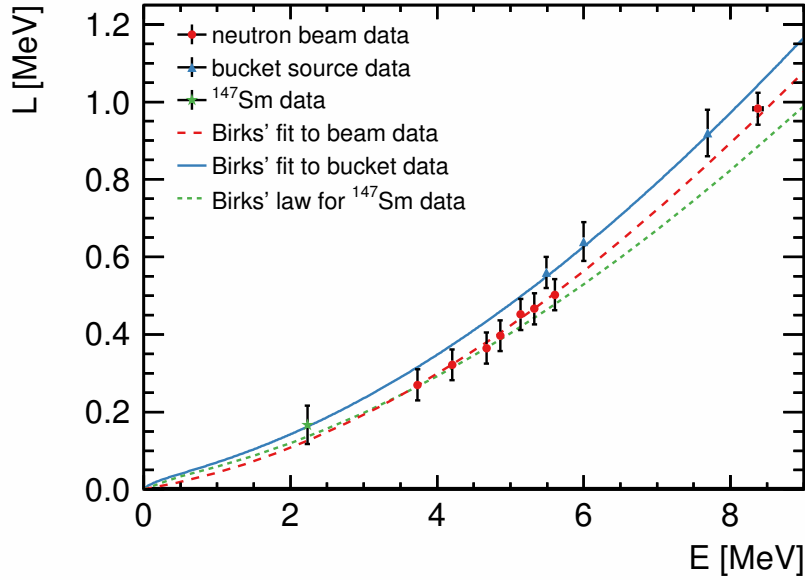 L [MeV]
1.2
1.0
0.8
0.6
0.4
0.2
0.0
neutron beam data
bucket source data
¹⁴⁷Sm data
Birks' fit to beam data
Birks' fit to bucket data
Birks' law for ¹⁴⁷Sm data
0 2 4 6 8
E [MeV]